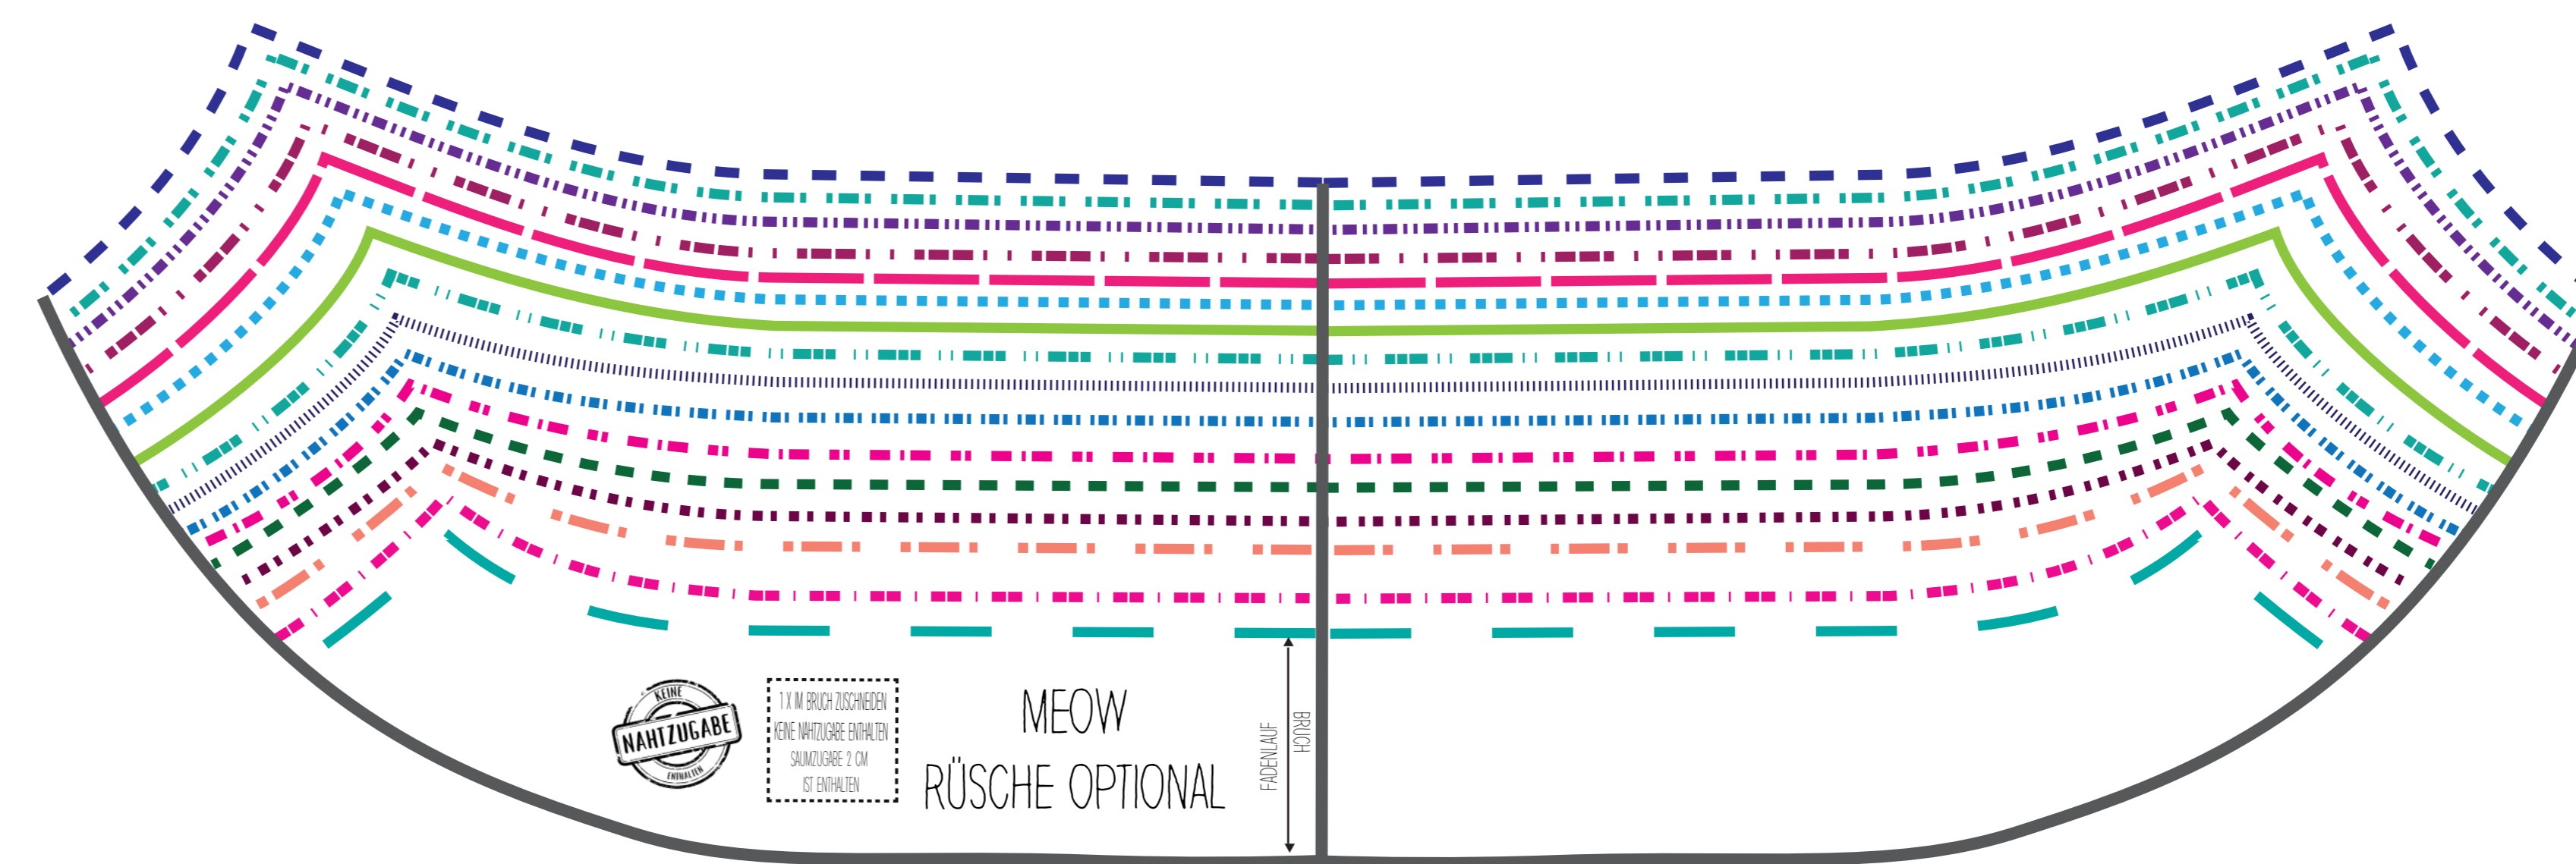 KEINE
NAHTZUGABE
ENTHALTEN
1 X IM BRUCH ZUSCHNEIDEN
KEINE NAHTZUGABE ENTHALTEN
SAUMZUGABE 2 CM
IST ENTHALTEN
MEOW
RÜSCHE OPTIONAL
FADENLAUF
BRUCH